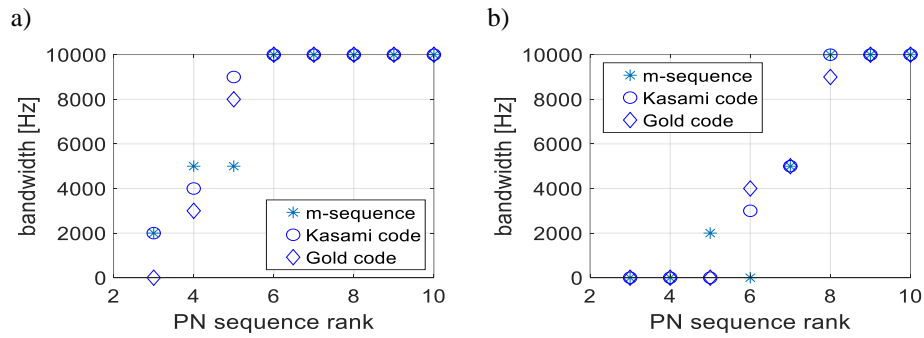 a)
10000
8000
6000
4000
2000
0
bandwidth [Hz]
m-sequence
Kasami code
Gold code
2 4 6 8 10
PN sequence rank
b)
10000
8000
6000
4000
2000
0
bandwidth [Hz]
m-sequence
Kasami code
Gold code
2 4 6 8 10
PN sequence rank